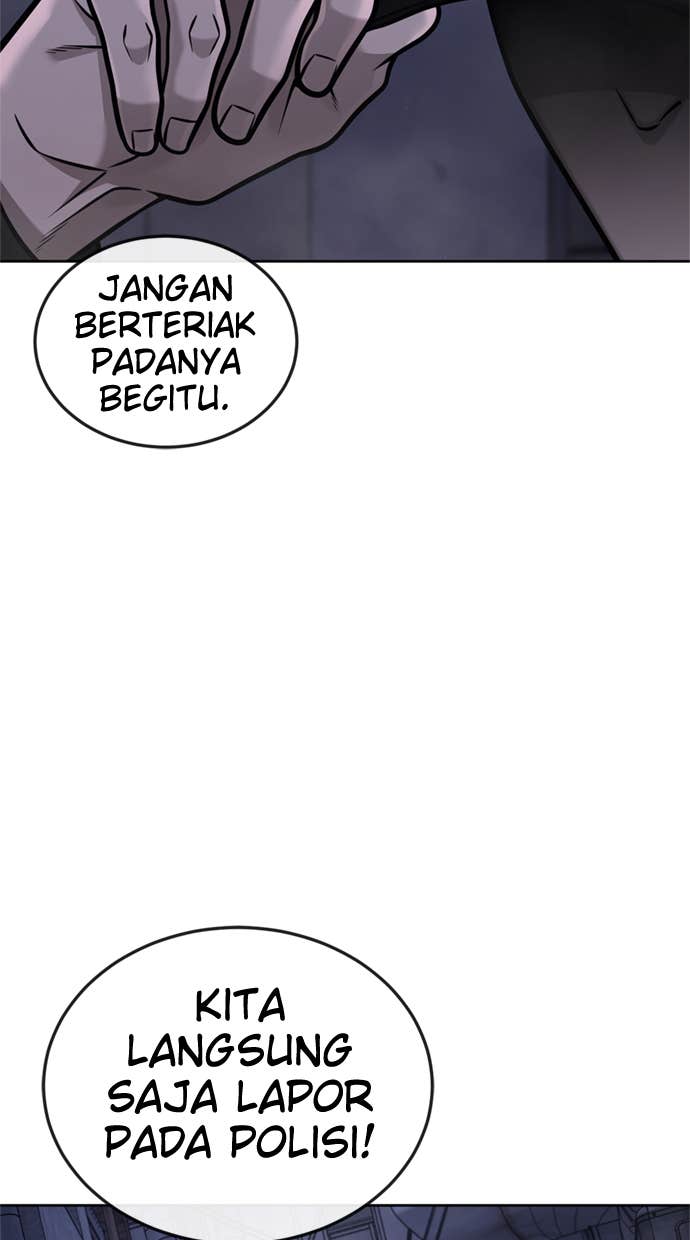 JANGAN
BERTERIAK
PADANYA
BEGITU.
KITA
LANGSUNG
SAJA LAPOR
PADA POLISI!